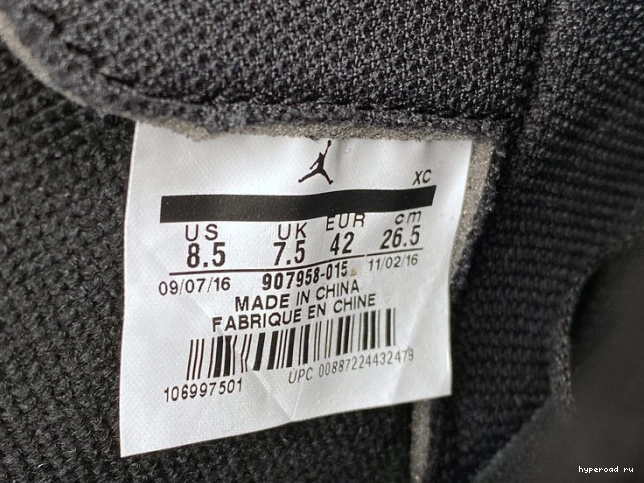 XC
US UK EUR cm
8.5 7.5 42 26.5
09/07/16 907958-015 11/02/16
MADE IN CHINA
FABRIQUE EN CHINE
106997501 UPC 00887224432479
hyperoad ru